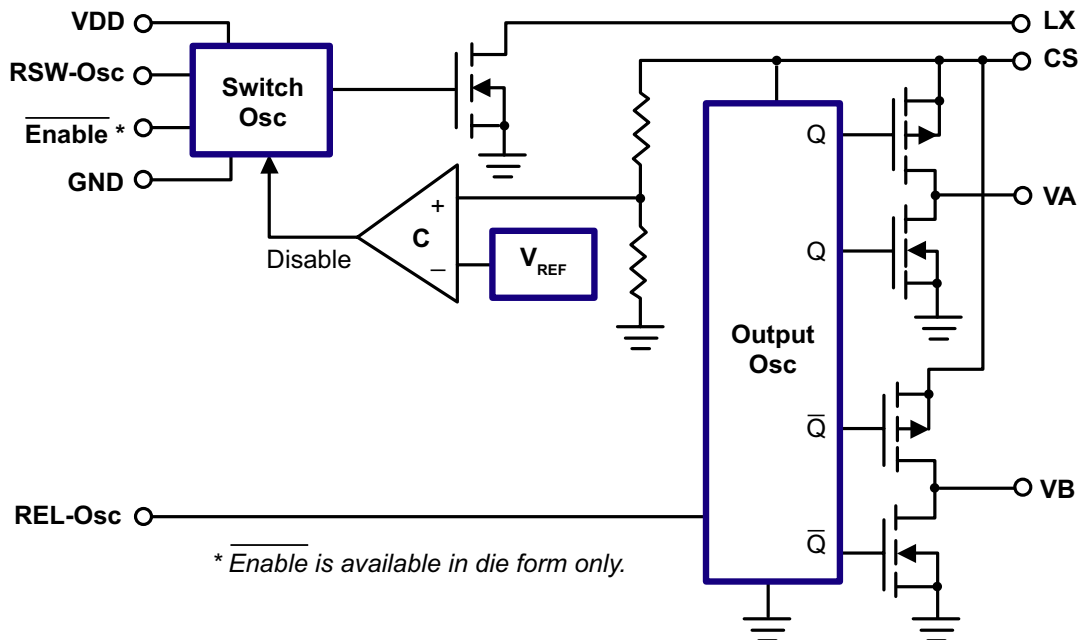 VDD
RSW-Osc
Enable *
GND
Switch
Osc
LX
CS
Q
VA
+
C
−
Disable
VREF
Q
Output
Osc
Q̅
VB
REL-Osc
Q̅
* Enable is available in die form only.